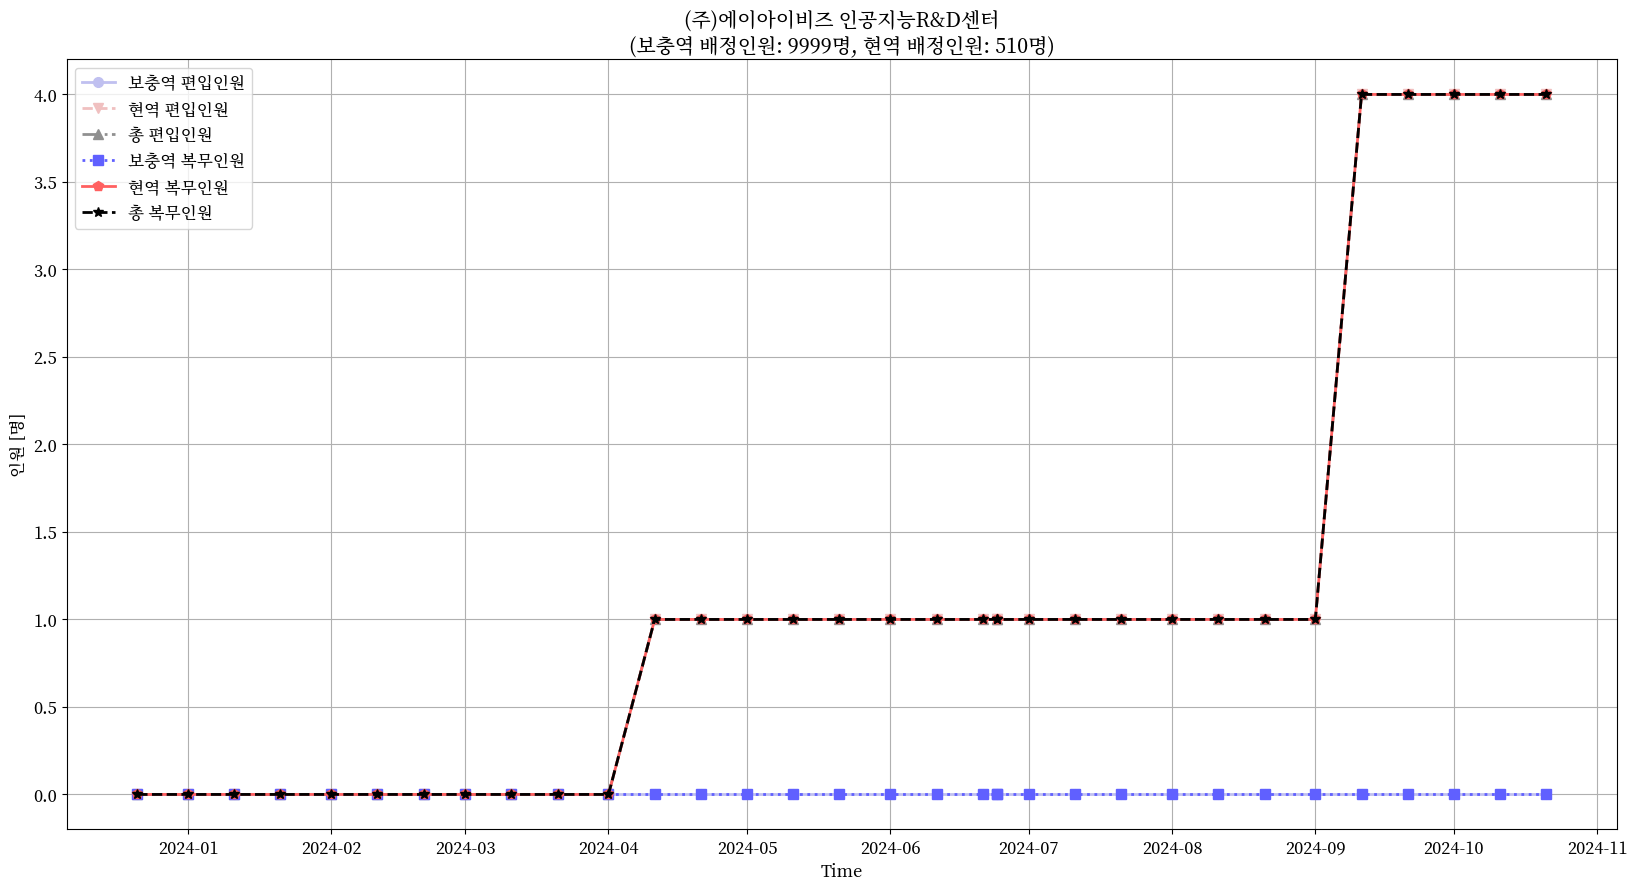 (주)에이아이비즈 인공지능R&D센터
(보충역 배정인원: 9999명, 현역 배정인원: 510명)
보충역 편입인원
현역 편입인원
총 편입인원
보충역 복무인원
현역 복무인원
총 복무인원
4.0
3.5
3.0
2.5
2.0
1.5
1.0
0.5
0.0
인원 [명]
2024-01 2024-02 2024-03 2024-04 2024-05 2024-06 2024-07 2024-08 2024-09 2024-10 2024-11
Time